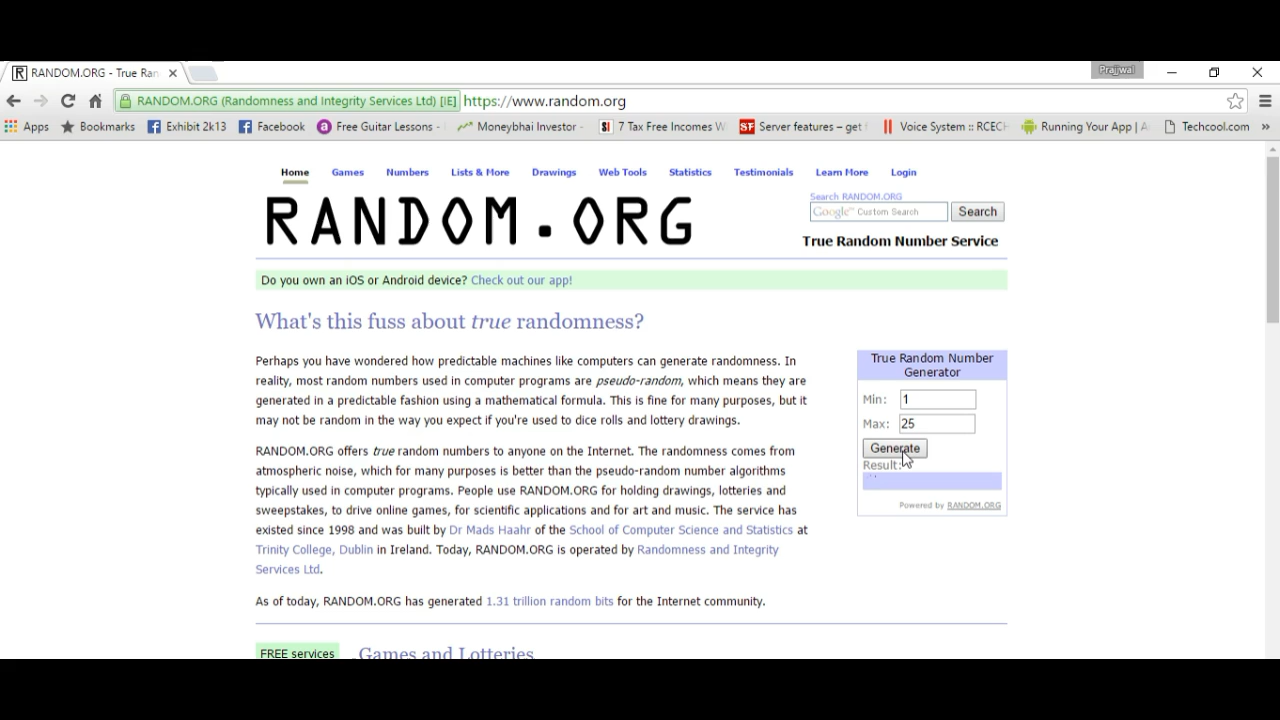 RANDOM.ORG - True Ran
Prajjwal
RANDOM.ORG (Randomness and Integrity Services Ltd) [IE] https://www.random.org
Apps Bookmarks Exhibit 2k13 Facebook Free Guitar Lessons - Moneybhai Investor - 7 Tax Free Incomes W Server features – get Voice System :: RCECH Running Your App | A Techcool.com »
Home Games Numbers Lists & More Drawings Web Tools Statistics Testimonials Learn More Login
RANDOM.ORG
Search RANDOM.ORG
Google™ Custom Search Search
True Random Number Service
Do you own an iOS or Android device? Check out our app!
What's this fuss about true randomness?
Perhaps you have wondered how predictable machines like computers can generate randomness. In
reality, most random numbers used in computer programs are pseudo-random, which means they are
generated in a predictable fashion using a mathematical formula. This is fine for many purposes, but it
may not be random in the way you expect if you're used to dice rolls and lottery drawings.
RANDOM.ORG offers true random numbers to anyone on the Internet. The randomness comes from
atmospheric noise, which for many purposes is better than the pseudo-random number algorithms
typically used in computer programs. People use RANDOM.ORG for holding drawings, lotteries and
sweepstakes, to drive online games, for scientific applications and for art and music. The service has
existed since 1998 and was built by Dr Mads Haahr of the School of Computer Science and Statistics at
Trinity College, Dublin in Ireland. Today, RANDOM.ORG is operated by Randomness and Integrity
Services Ltd.
As of today, RANDOM.ORG has generated 1.31 trillion random bits for the Internet community.
True Random Number
Generator
Min: 1
Max: 25
Generate
Result:
Powered by RANDOM.ORG
FREE services
Games and Lotteries